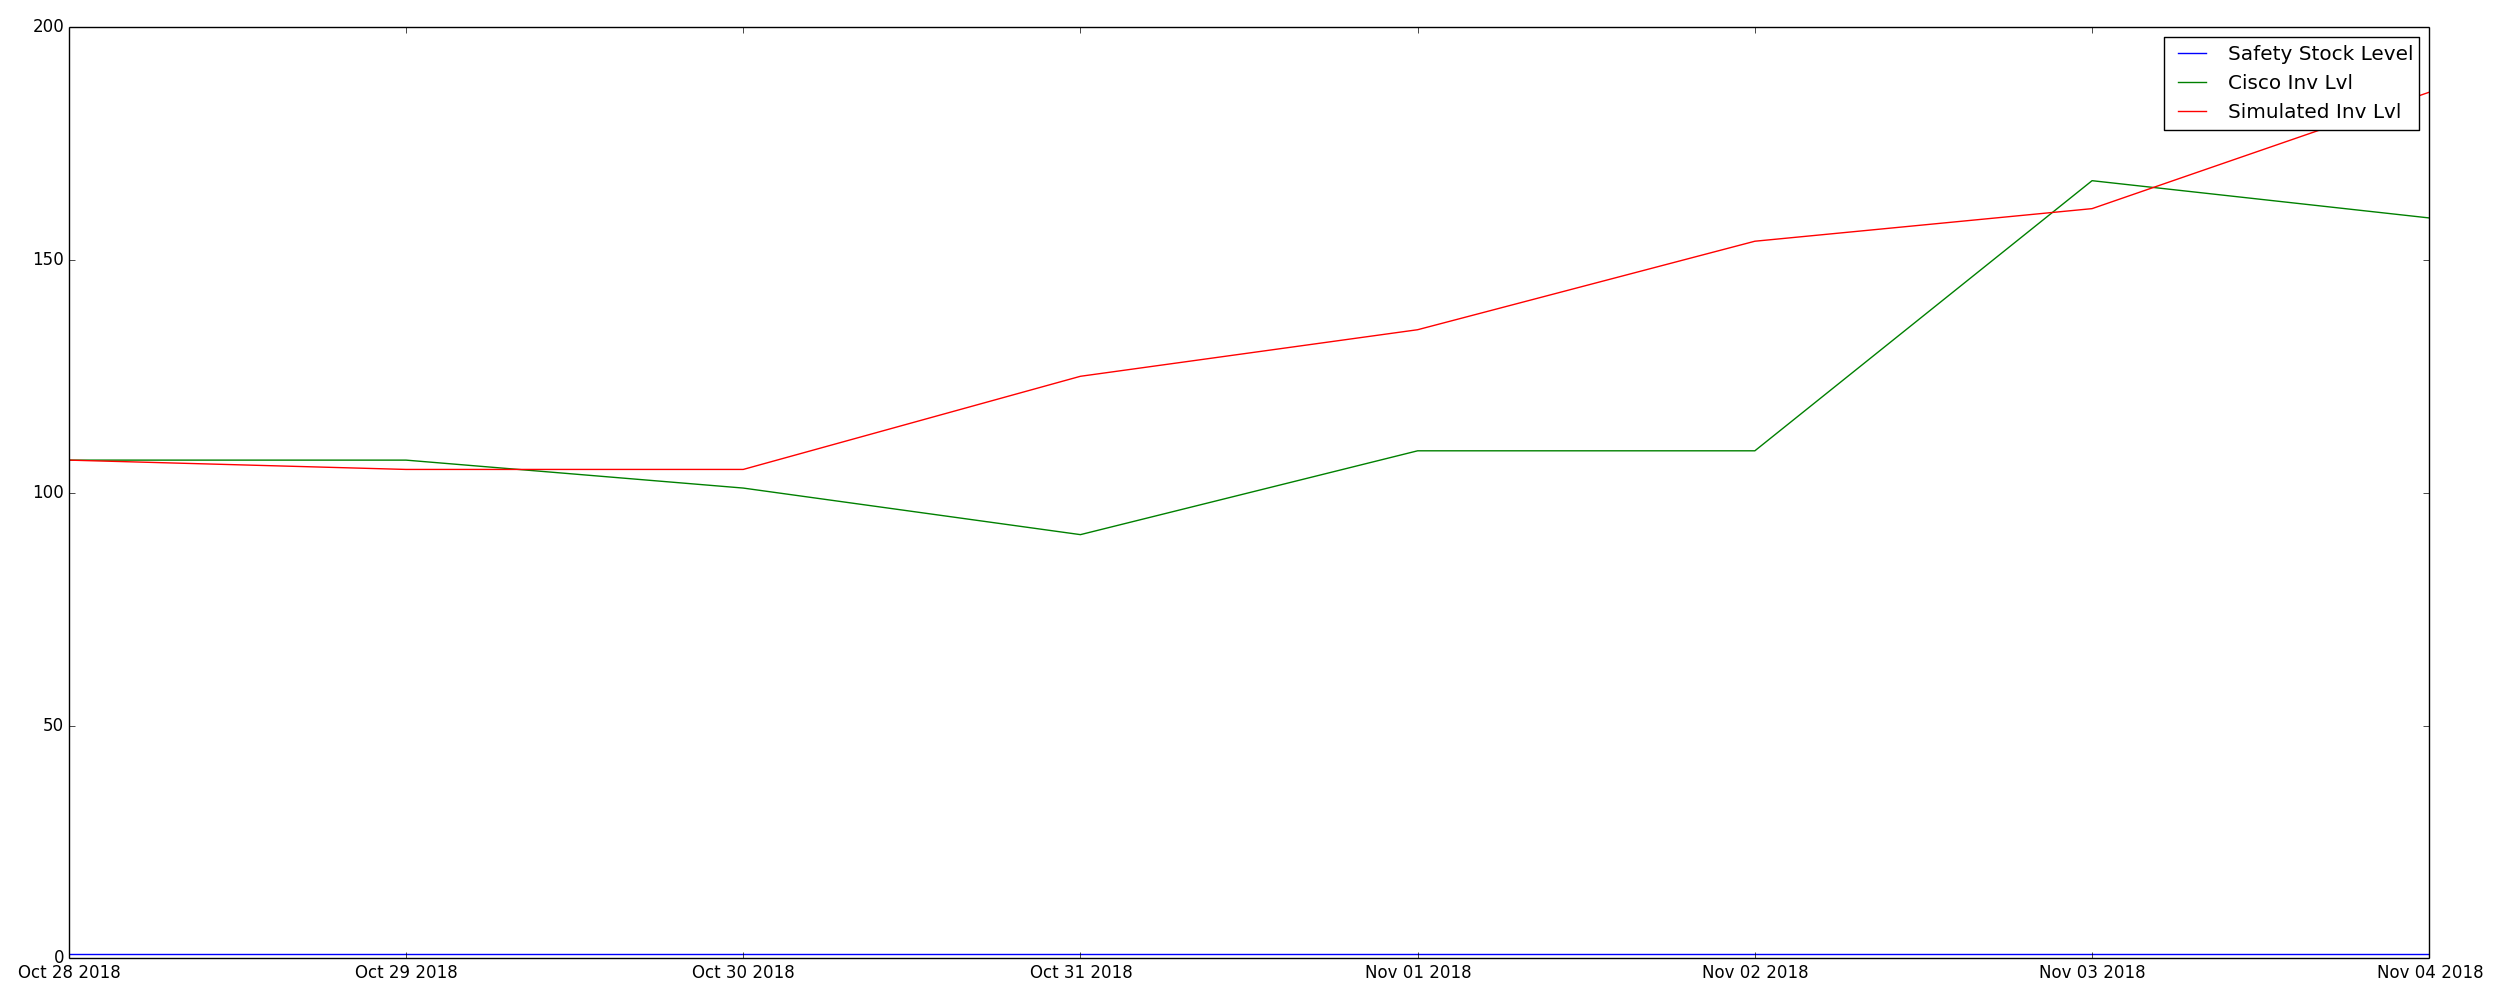 200
150
100
50
0
Safety Stock Level
Cisco Inv Lvl
Simulated Inv Lvl
Oct 28 2018 Oct 29 2018 Oct 30 2018 Oct 31 2018 Nov 01 2018 Nov 02 2018 Nov 03 2018 Nov 04 2018